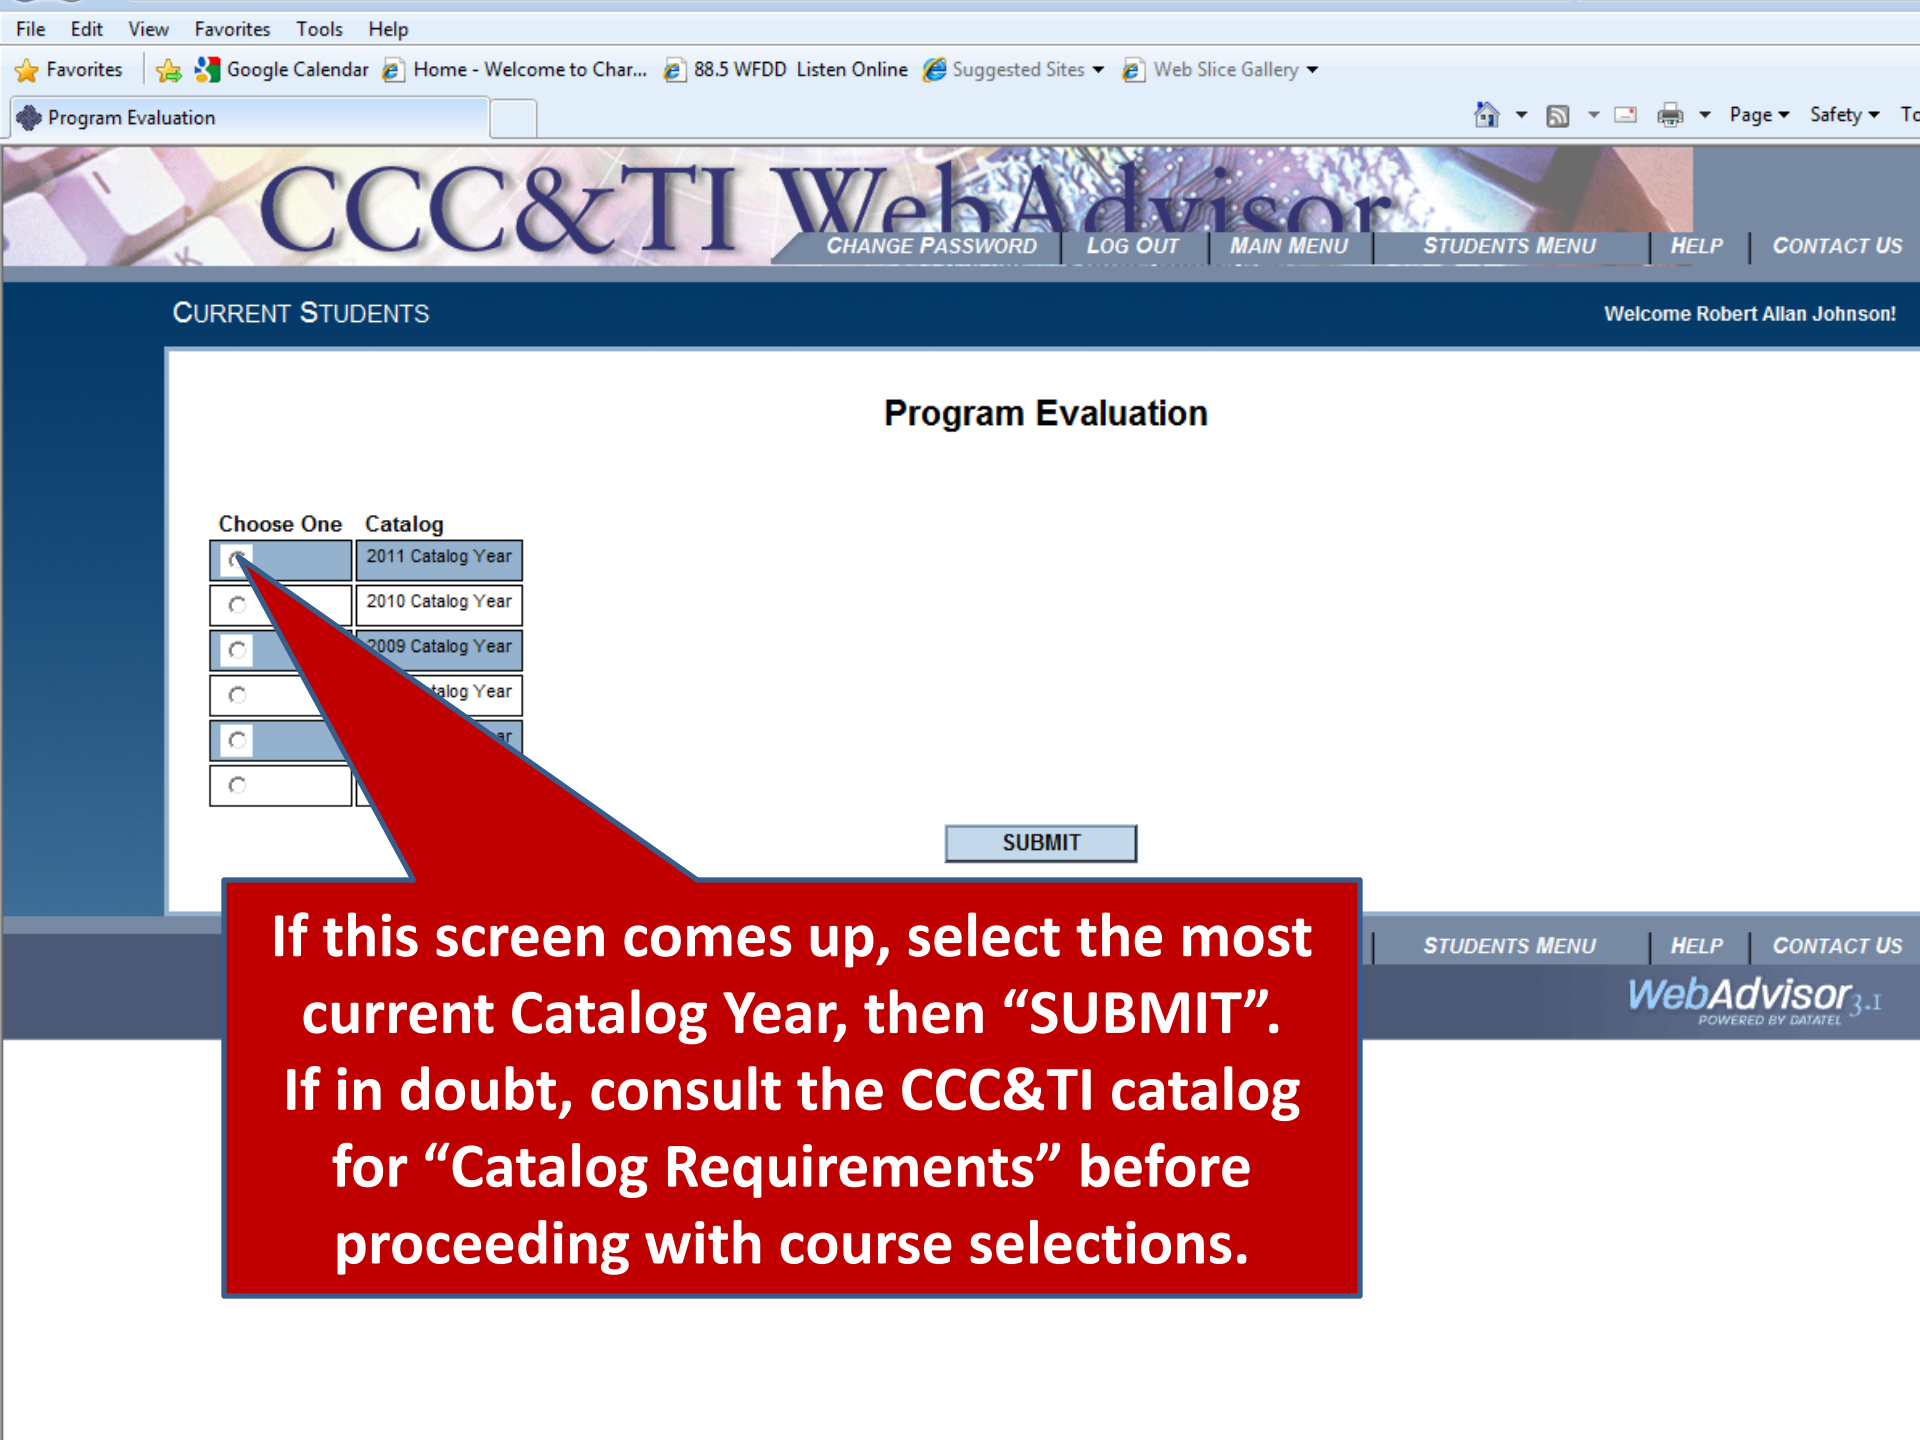 File Edit View Favorites Tools Help
Favorites Google Calendar Home - Welcome to Char... 88.5 WFDD Listen Online Suggested Sites Web Slice Gallery
Program Evaluation Page Safety
CCC&TI WebAdvisor
CHANGE PASSWORD LOG OUT MAIN MENU STUDENTS MENU HELP CONTACT US
CURRENT STUDENTS Welcome Robert Allan Johnson!
Program Evaluation
Choose One Catalog
2011 Catalog Year
2010 Catalog Year
2009 Catalog Year
Year
SUBMIT
If this screen comes up, select the most
current Catalog Year, then “SUBMIT”.
If in doubt, consult the CCC&TI catalog
for “Catalog Requirements” before
proceeding with course selections.
STUDENTS MENU HELP CONTACT US
WebAdvisor 3.1
POWERED BY DATATEL